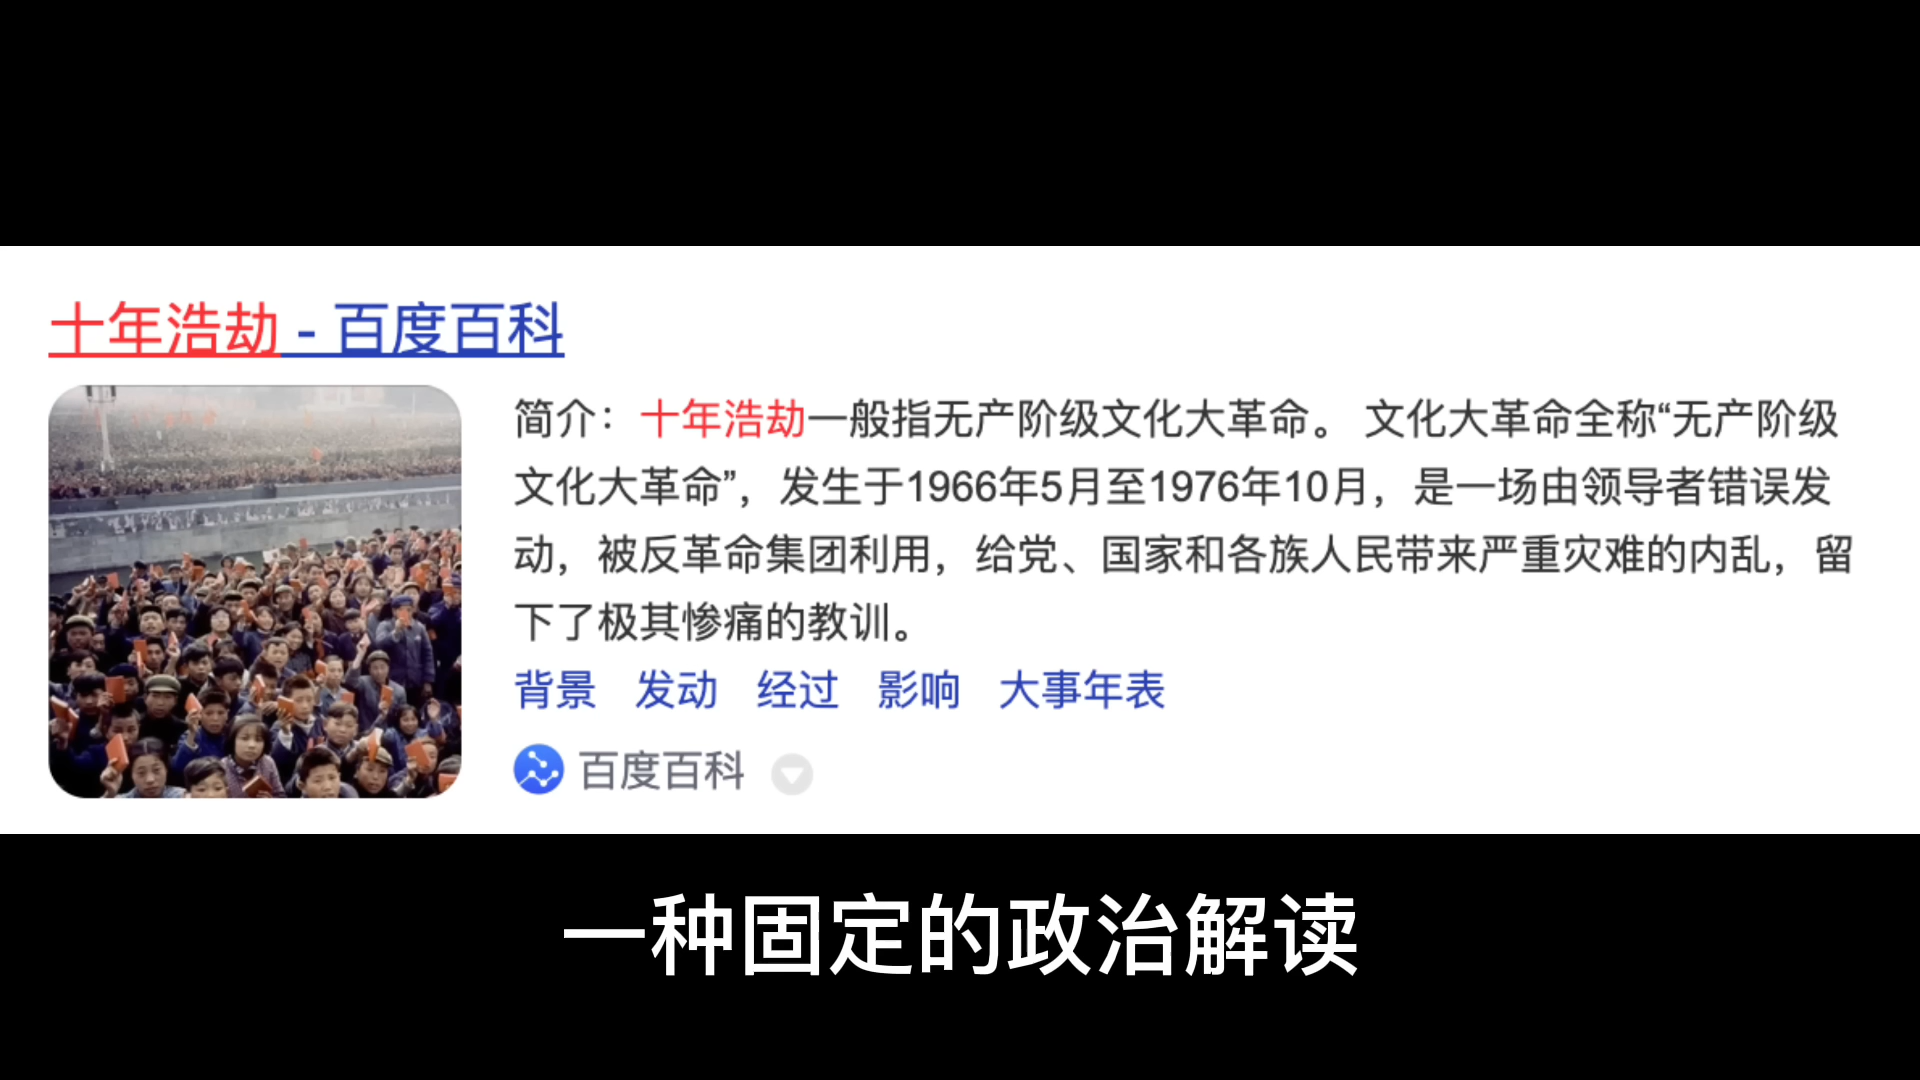 十年浩劫 - 百度百科
简介：十年浩劫一般指无产阶级文化大革命。 文化大革命全称“无产阶级
文化大革命”，发生于1966年5月至1976年10月，是一场由领导者错误发
动，被反革命集团利用，给党、国家和各族人民带来严重灾难的内乱，留
下了极其惨痛的教训。
背景 发动 经过 影响 大事年表
百度百科
一种固定的政治解读